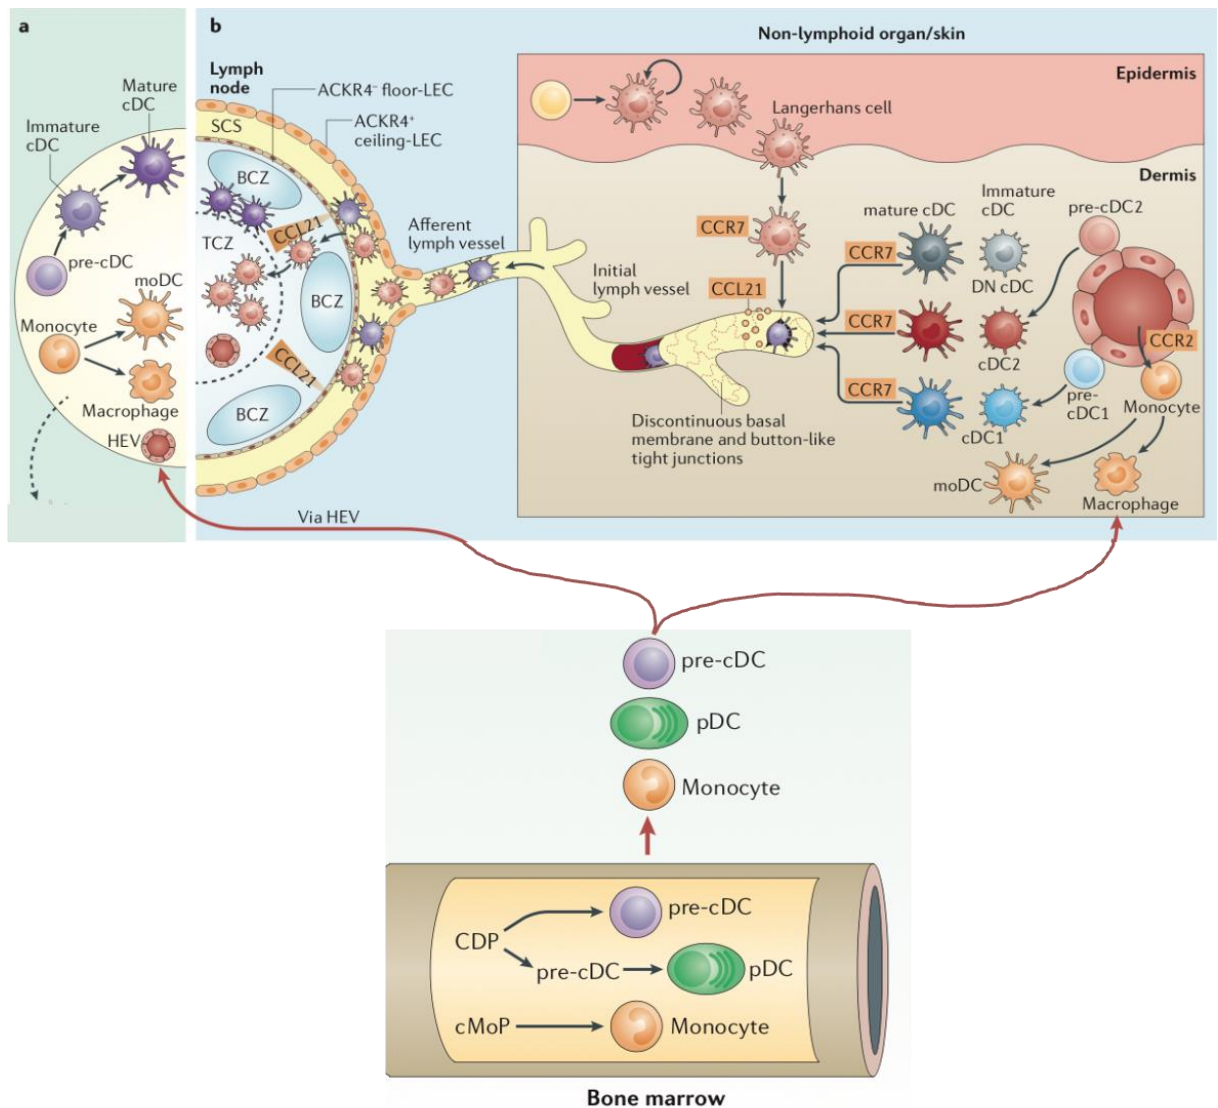 a
Mature
cDC
Immature
cDC
pre-cDC
moDC
Monocyte
Macrophage
HEV
b
Lymph
node
ACKR4⁻ floor-LEC
ACKR4⁺
ceiling-LEC
SCS
BCZ
CCL21
TCZ
BCZ
CCL21
BCZ
Afferent
lymph vessel
Via HEV
Non-lymphoid organ/skin
Epidermis
Langerhans cell
Dermis
CCR7
CCL21
Initial
lymph vessel
Discontinuous basal
membrane and button-like
tight junctions
mature cDC
Immature
cDC
pre-cDC2
CCR7
DN cDC
CCR7
cDC2
CCR2
CCR7
cDC1
pre-
cDC1
Monocyte
moDC
Macrophage
pre-cDC
pDC
Monocyte
CDP
pre-cDC
pre-cDC
pDC
cMoP
Monocyte
Bone marrow